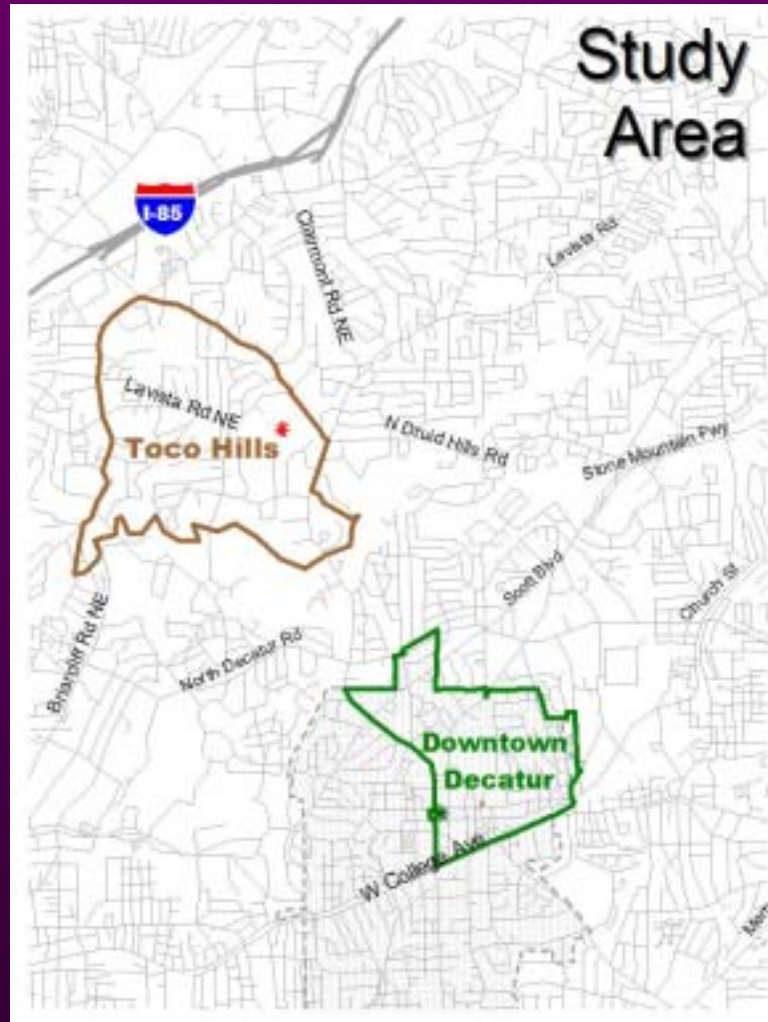 Study
Area
I-85
Clairmont Rd NE
Lavista Rd
Lavista Rd NE
Toco Hills
N Druid Hills Rd
Stone Mountain Pwy
Scott Blvd
Church St
Briarcliff Rd NE
North Decatur Rd
Downtown
Decatur
W College Ave